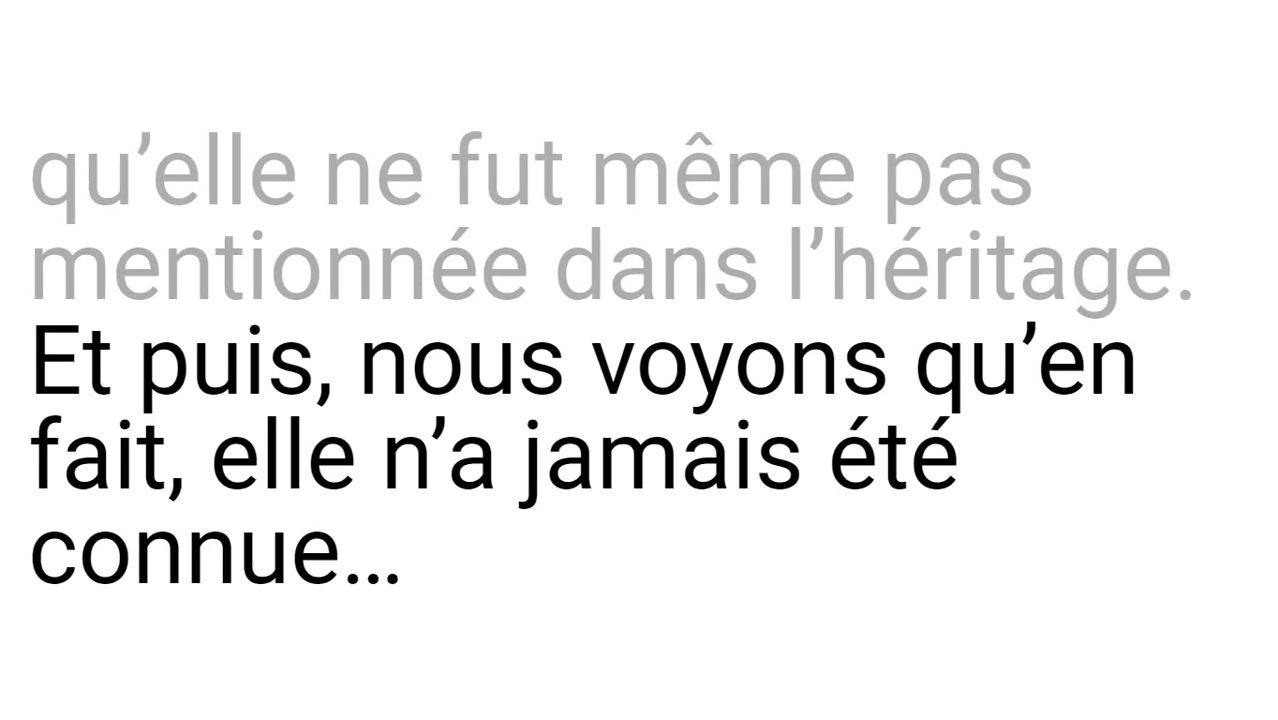 qu’elle ne fut même pas
mentionnée dans l’héritage.
Et puis, nous voyons qu’en
fait, elle n’a jamais été
connue…